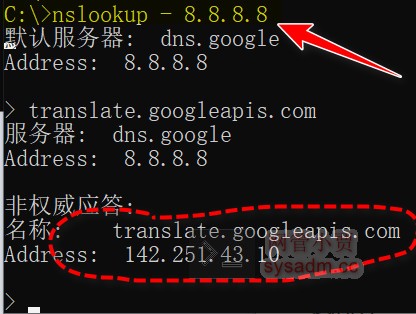 C:\>nslookup - 8.8.8.8
默认服务器:  dns.google
Address:  8.8.8.8
> translate.googleapis.com
服务器:  dns.google
Address:  8.8.8.8
非权威应答:
名称:    translate.googleapis.com
Address:  142.251.43.10
网管小贾
sysadm.cc
>